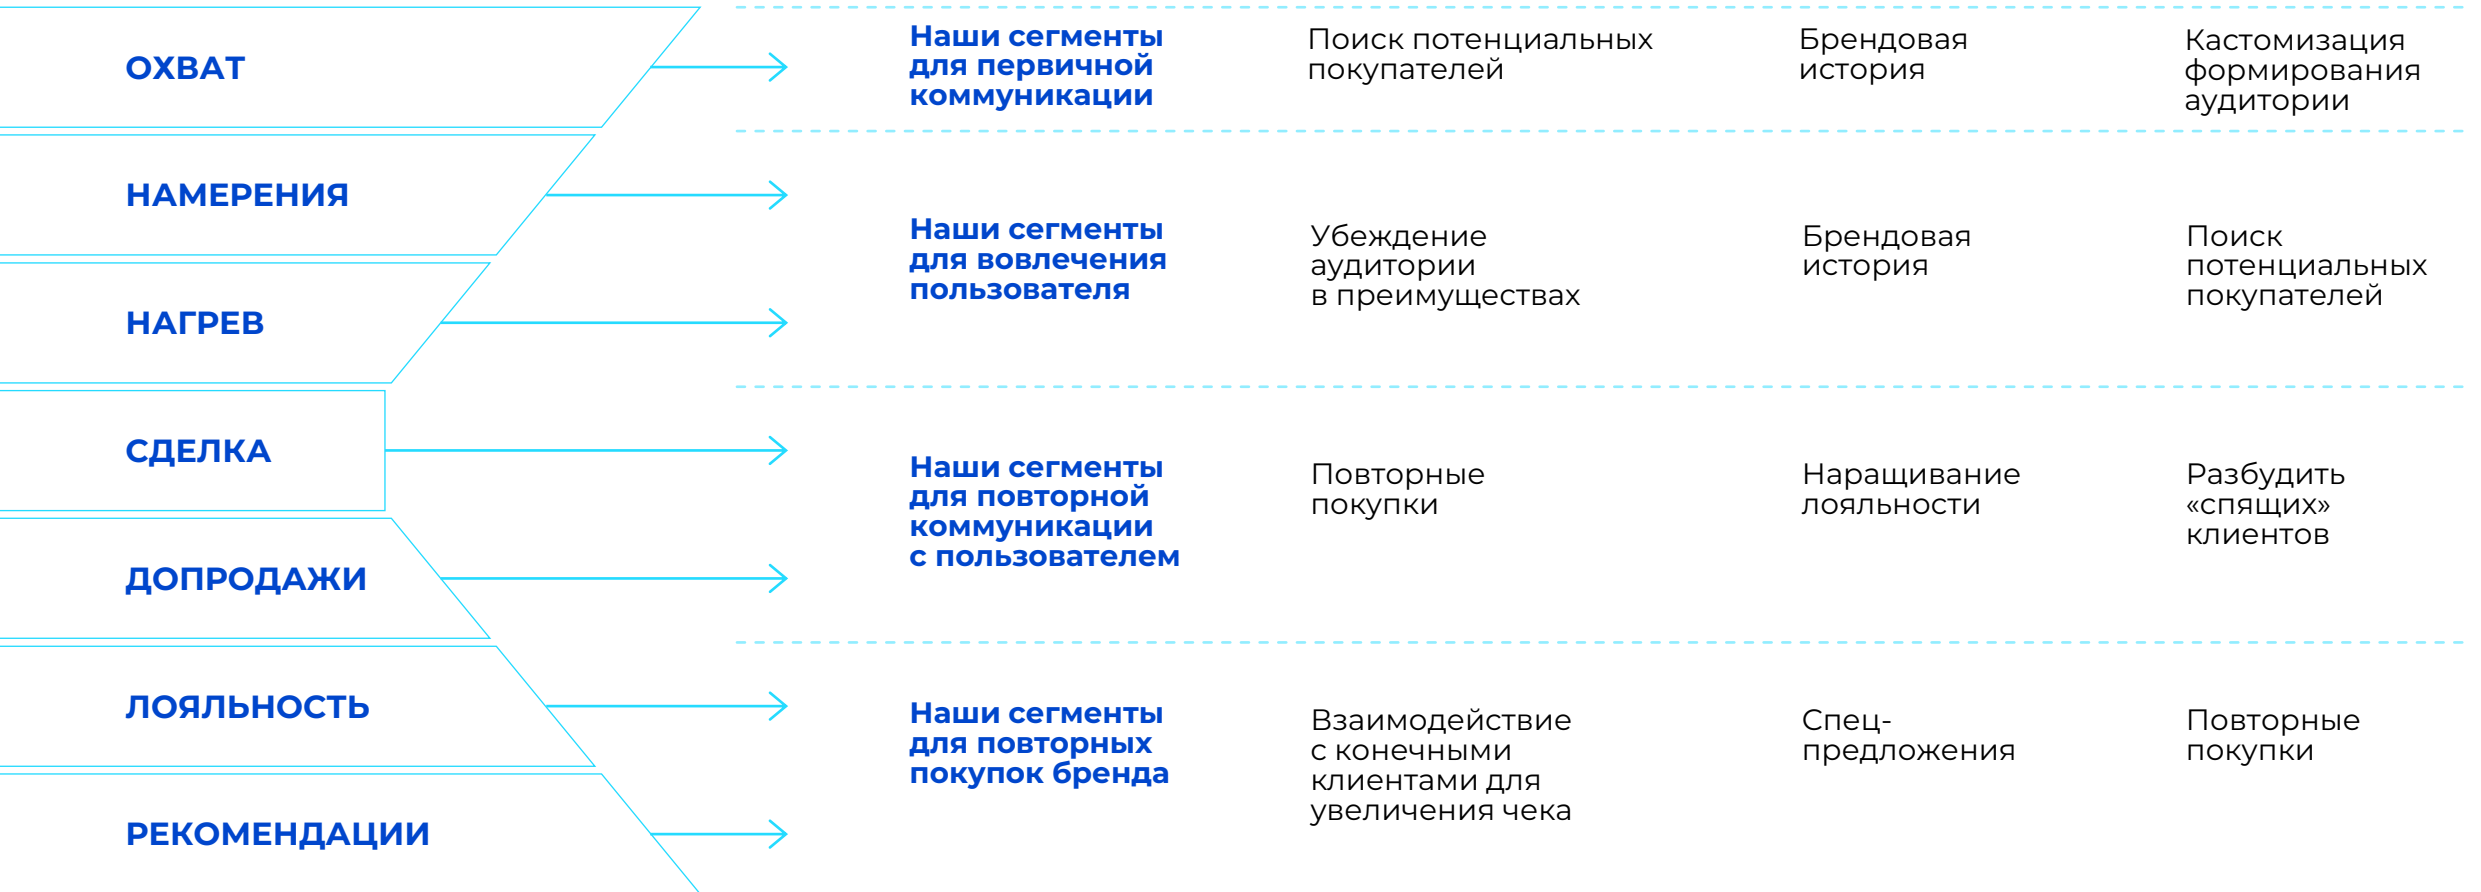 ОХВАТ
Наши сегменты
для первичной
коммуникации
Поиск потенциальных
покупателей
Брендовая
история
Кастомизация
формирования
аудитории
НАМЕРЕНИЯ
НАГРЕВ
Наши сегменты
для вовлечения
пользователя
Убеждение
аудитории
в преимуществах
Брендовая
история
Поиск
потенциальных
покупателей
СДЕЛКА
ДОПРОДАЖИ
Наши сегменты
для повторной
коммуникации
с пользователем
Повторные
покупки
Наращивание
лояльности
Разбудить
«спящих»
клиентов
ЛОЯЛЬНОСТЬ
РЕКОМЕНДАЦИИ
Наши сегменты
для повторных
покупок бренда
Взаимодействие
с конечными
клиентами для
увеличения чека
Спец-
предложения
Повторные
покупки